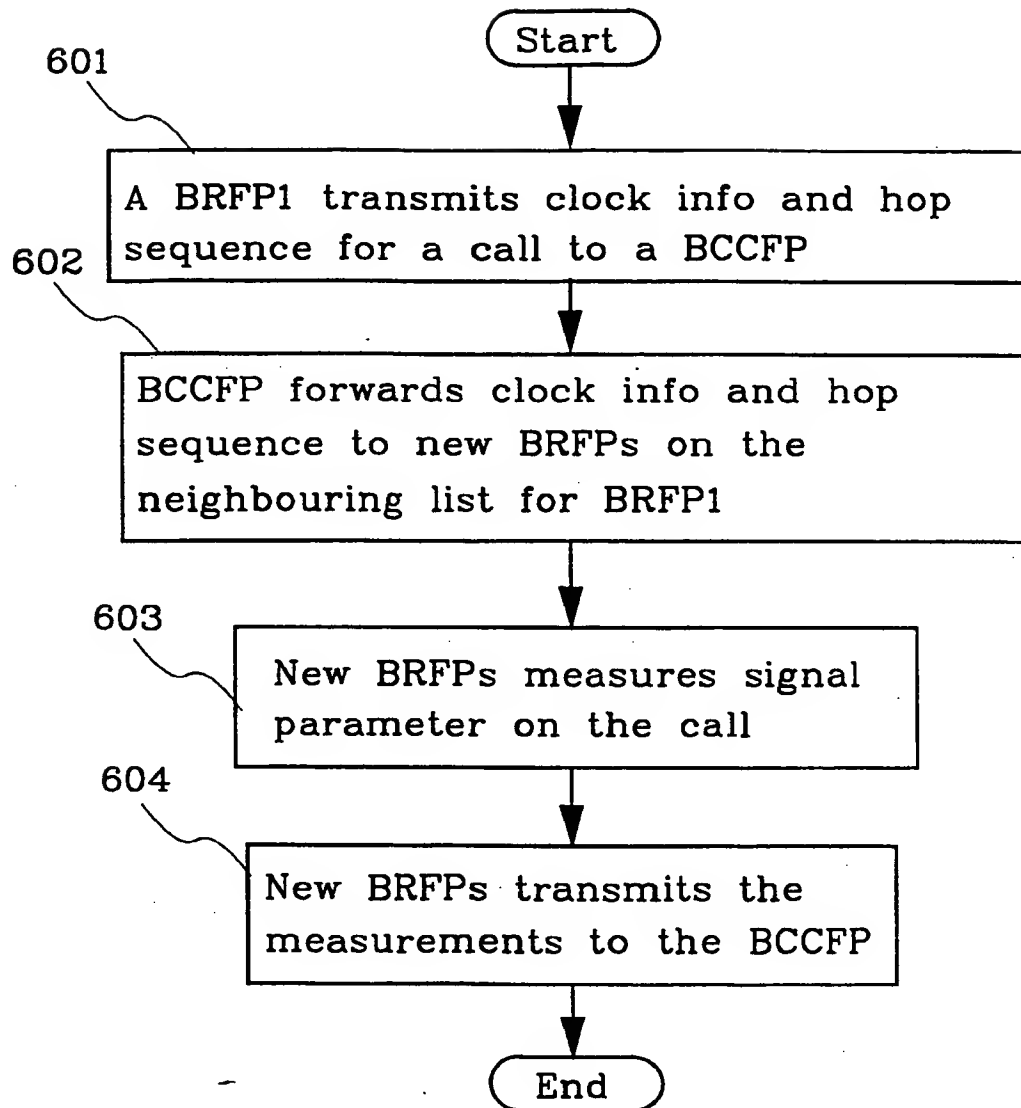 Start
601
A BRFP1 transmits clock info and hop
sequence for a call to a BCCFP
602
BCCFP forwards clock info and hop
sequence to new BRFPs on the
neighbouring list for BRFP1
603
New BRFPs measures signal
parameter on the call
604
New BRFPs transmits the
measurements to the BCCFP
End